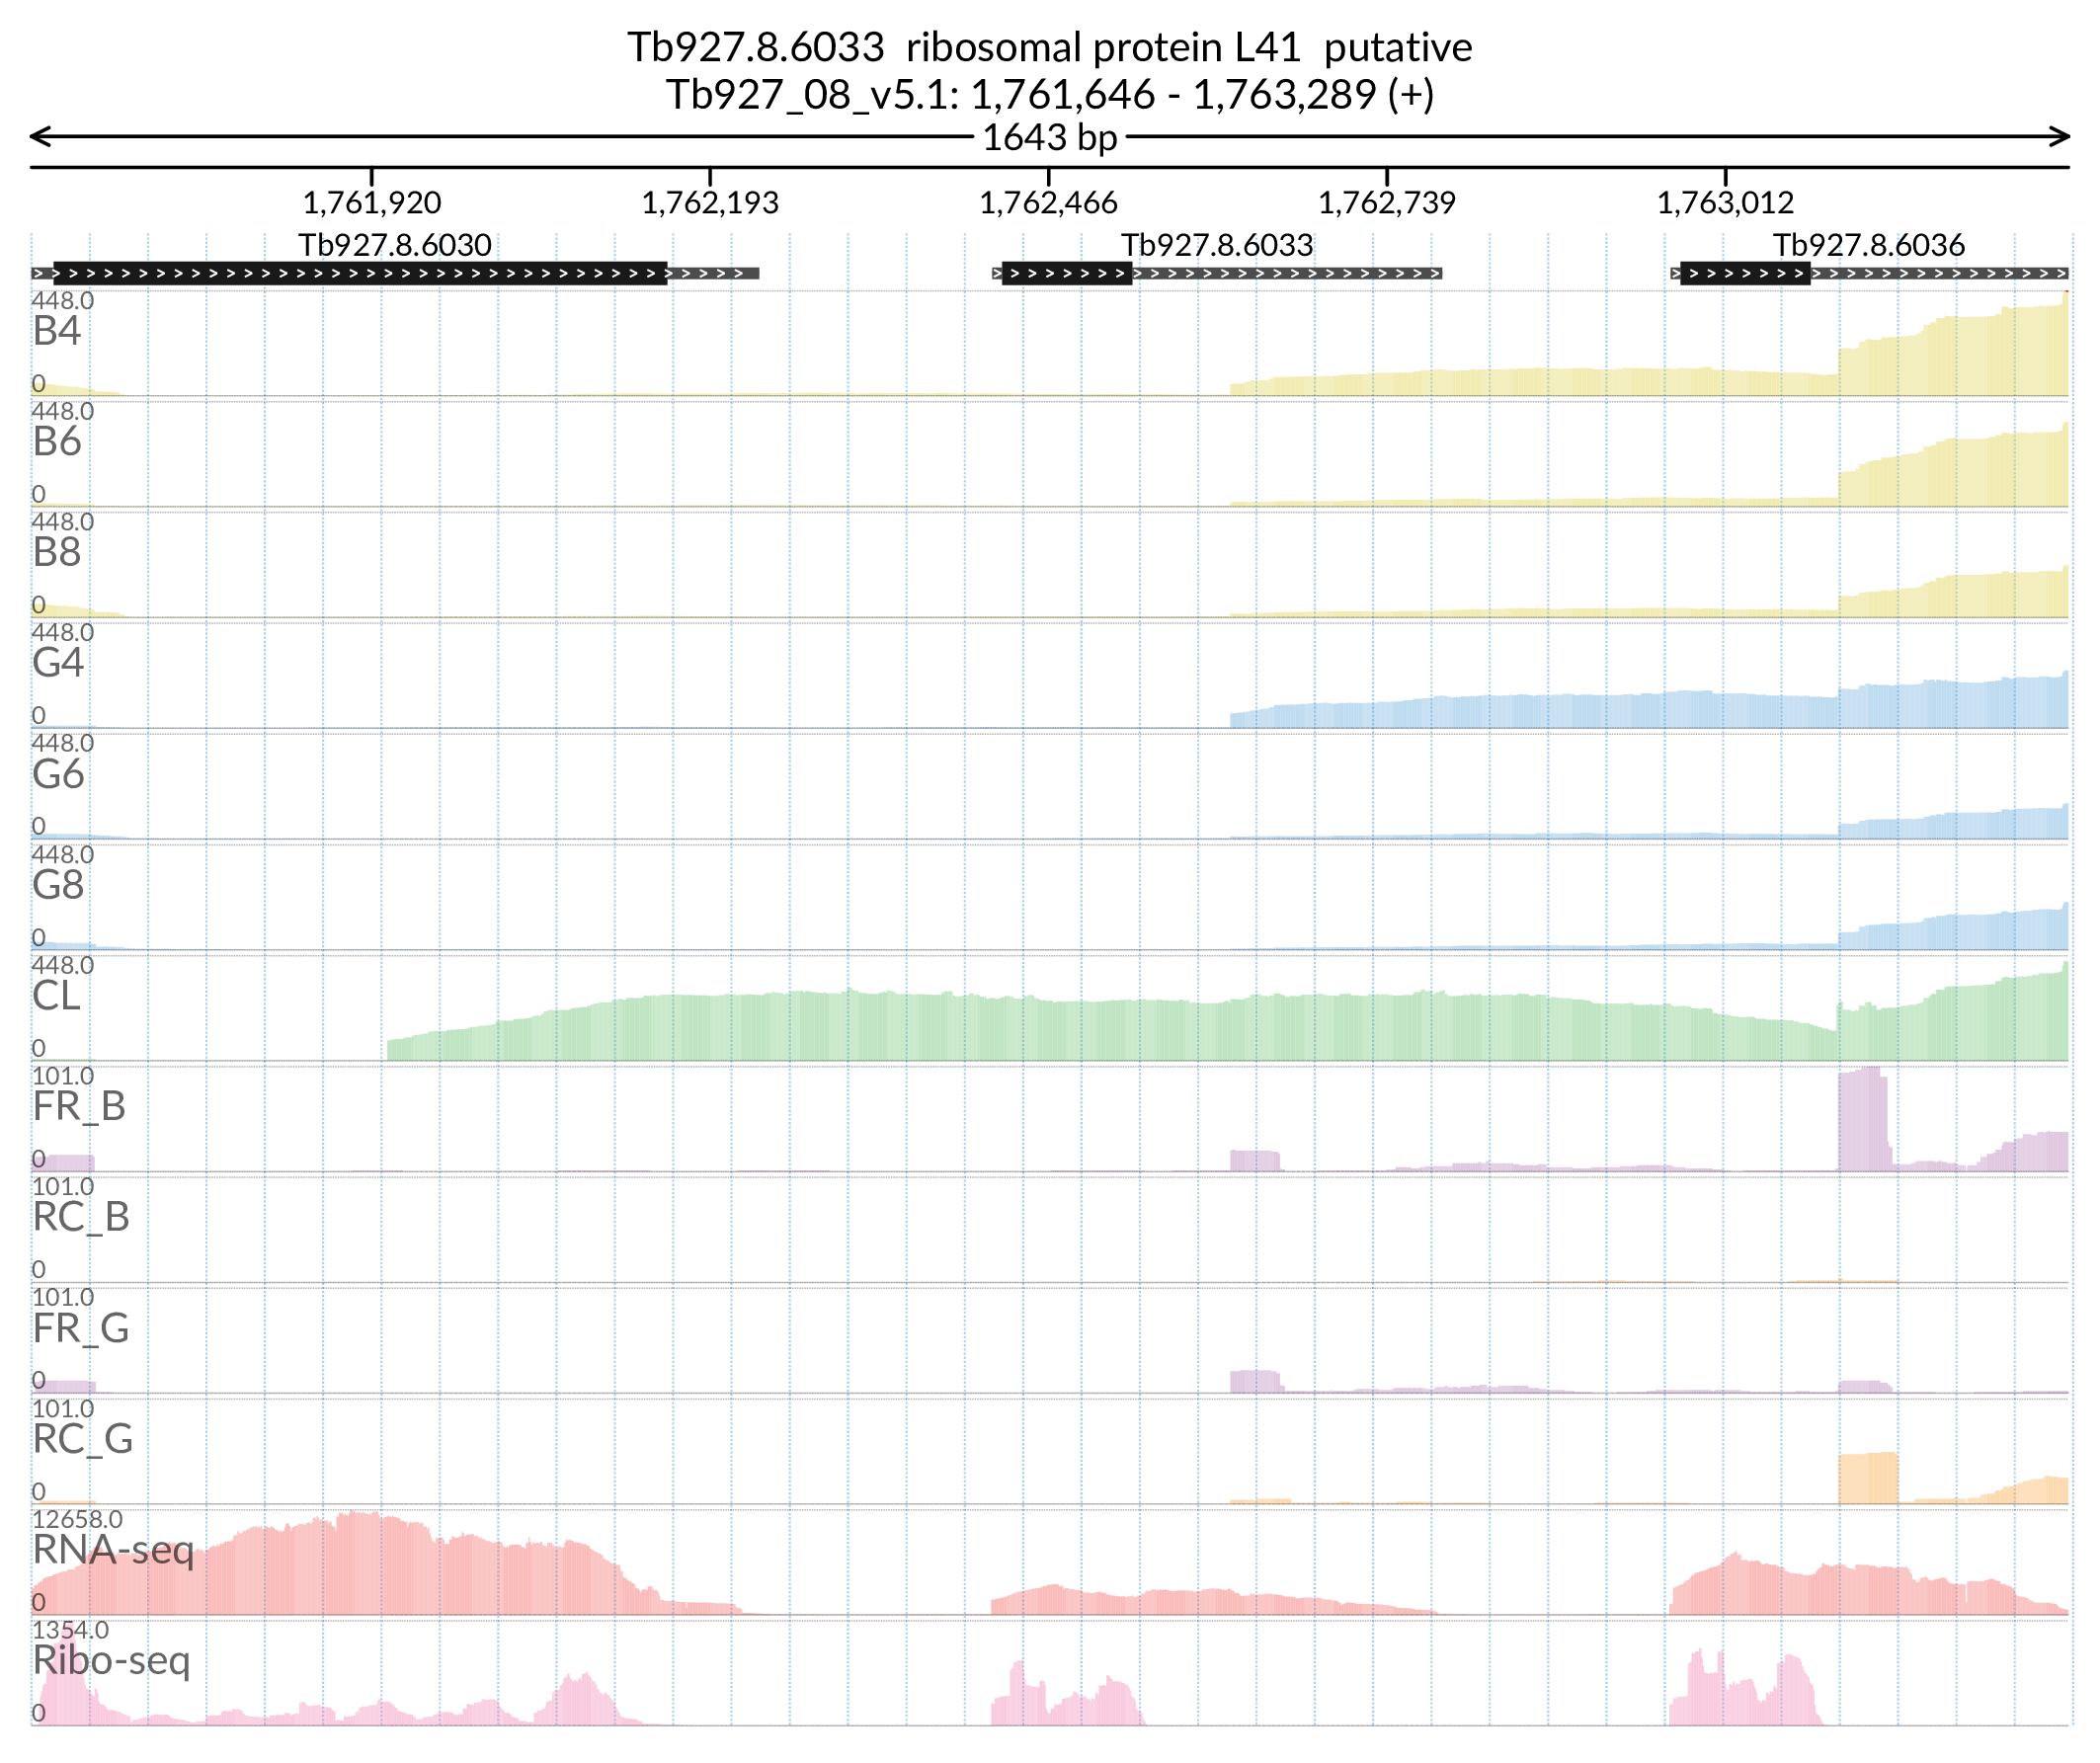 Tb927.8.6033  ribosomal protein L41  putative
Tb927_08_v5.1: 1,761,646 - 1,763,289 (+)
1643 bp
1,761,920 1,762,193 1,762,466 1,762,739 1,763,012
Tb927.8.6030 Tb927.8.6033 Tb927.8.6036
448.0
B4
0
448.0
B6
0
448.0
B8
0
448.0
G4
0
448.0
G6
0
448.0
G8
0
448.0
CL
0
101.0
FR_B
0
101.0
RC_B
0
101.0
FR_G
0
101.0
RC_G
0
12658.0
RNA-seq
0
1354.0
Ribo-seq
0